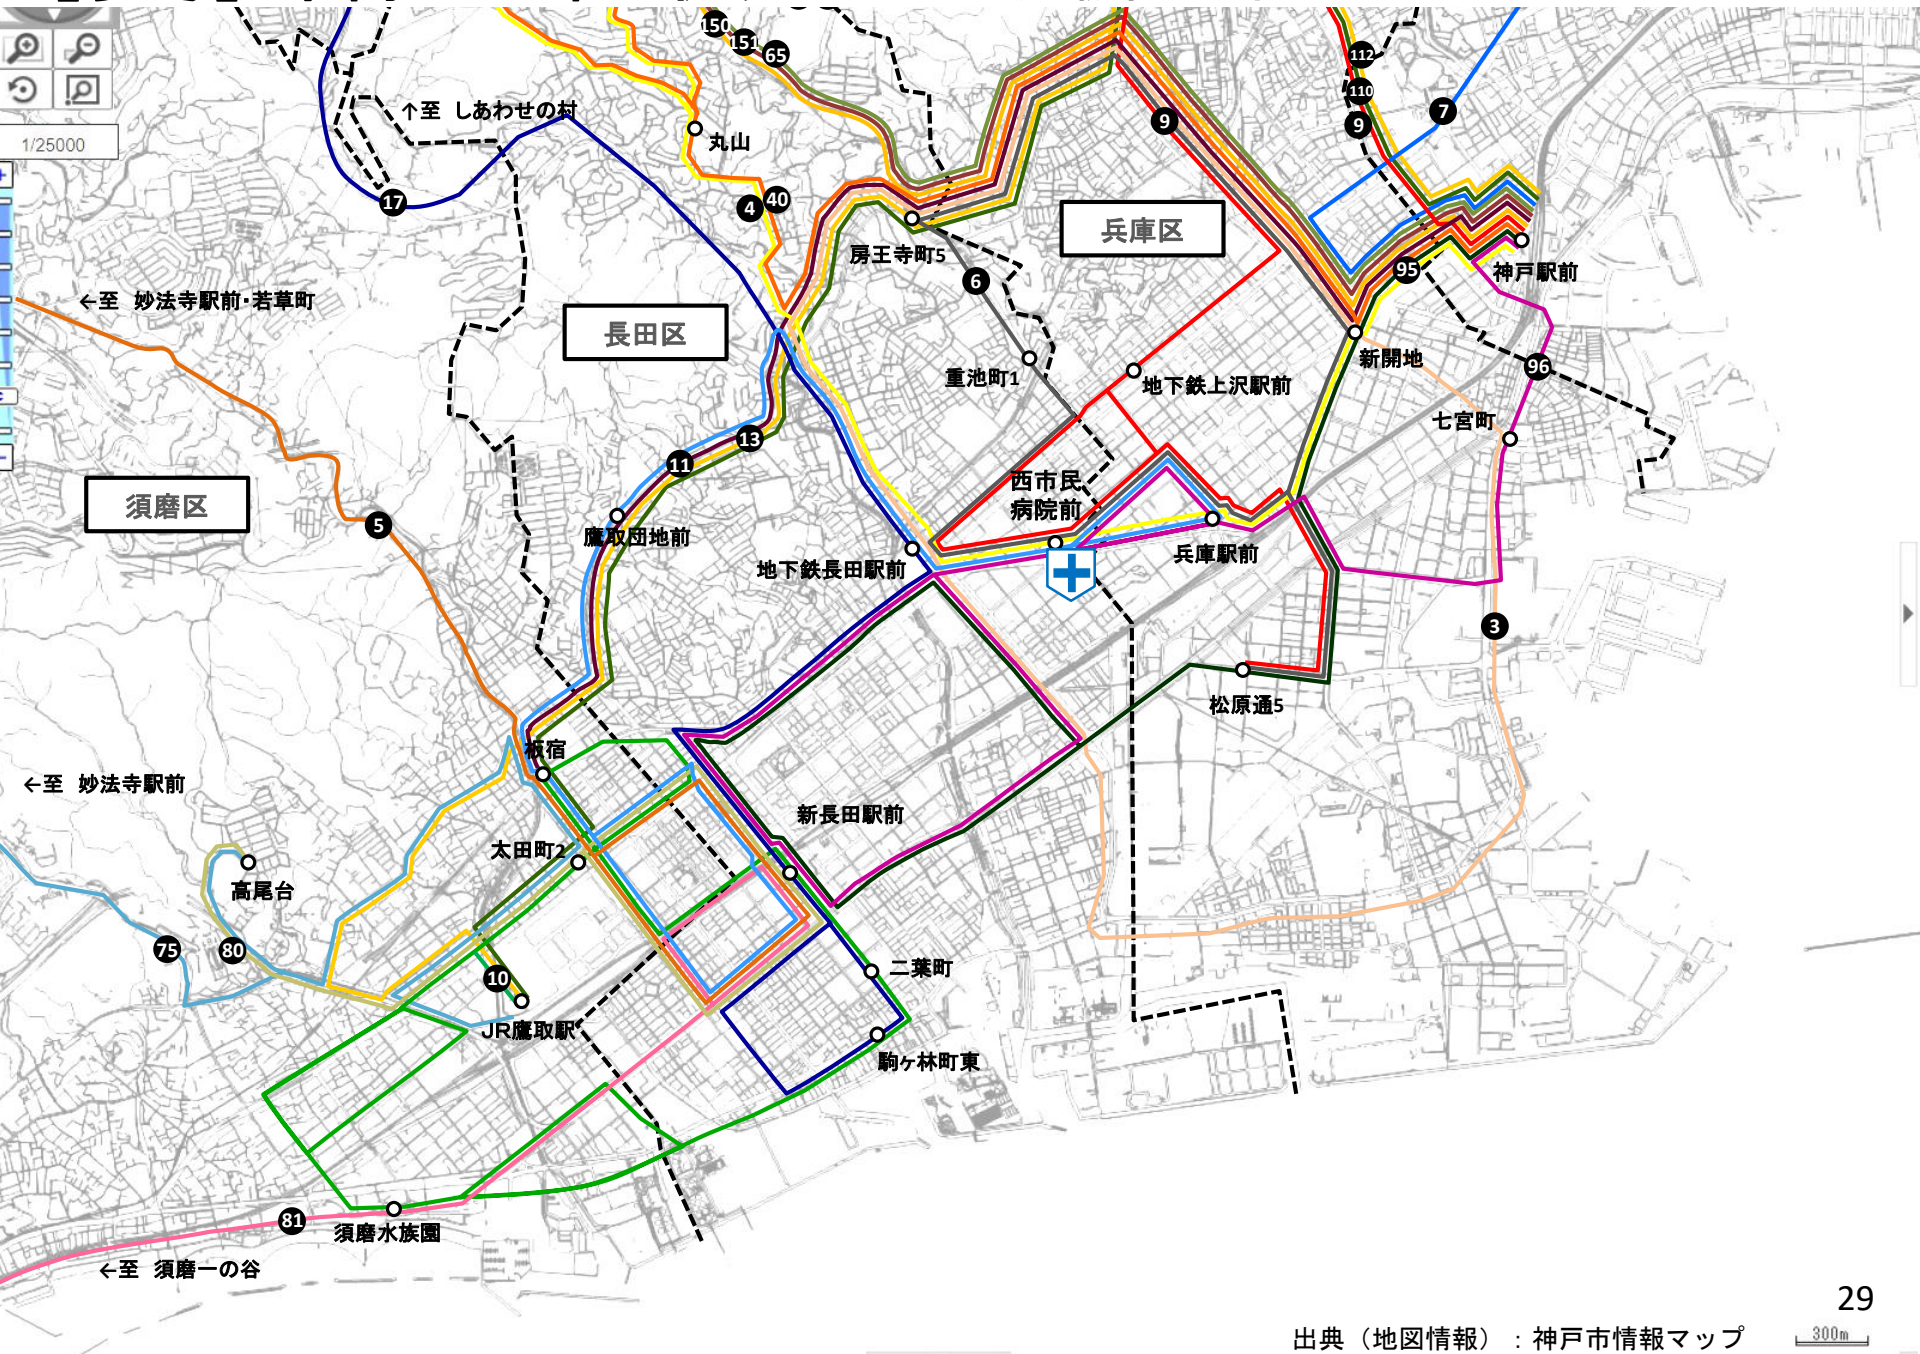 150
151
65
112
110
9
7
9
↑至 しあわせの村
1/25000
丸山
17
4
40
兵庫区
房王寺町5
6
95
神戸駅前
←至 妙法寺駅前・若草町
長田区
重池町1
地下鉄上沢駅前
新開地
96
七宮町
13
11
西市民
病院前
須磨区
5
鷹取団地前
地下鉄長田駅前
兵庫駅前
3
松原通5
板宿
←至 妙法寺駅前
新長田駅前
太田町2
高尾台
75
80
10
二葉町
JR鷹取駅
駒ヶ林町東
81
須磨水族園
←至 須磨一の谷
29
出典（地図情報）：神戸市情報マップ
300m